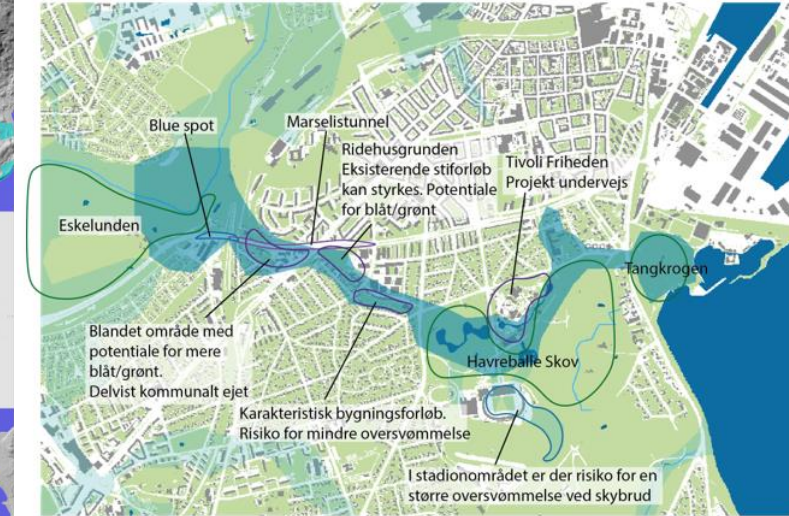 Blue spot
Marselistunnel
Ridehusgrunden
Eksisterende stiforløb
kan styrkes. Potentiale
for blåt/grønt
Tivoli Friheden
Projekt undervejs
Eskelunden
Tangkrogen
Blandet område med
potentiale for mere
blåt/grønt.
Delvist kommunalt ejet
Havreballe Skov
Karakteristisk bygningsforløb.
Risiko for mindre oversvømmelse
I stadionområdet er der risiko for en
større oversvømmelse ved skybrud